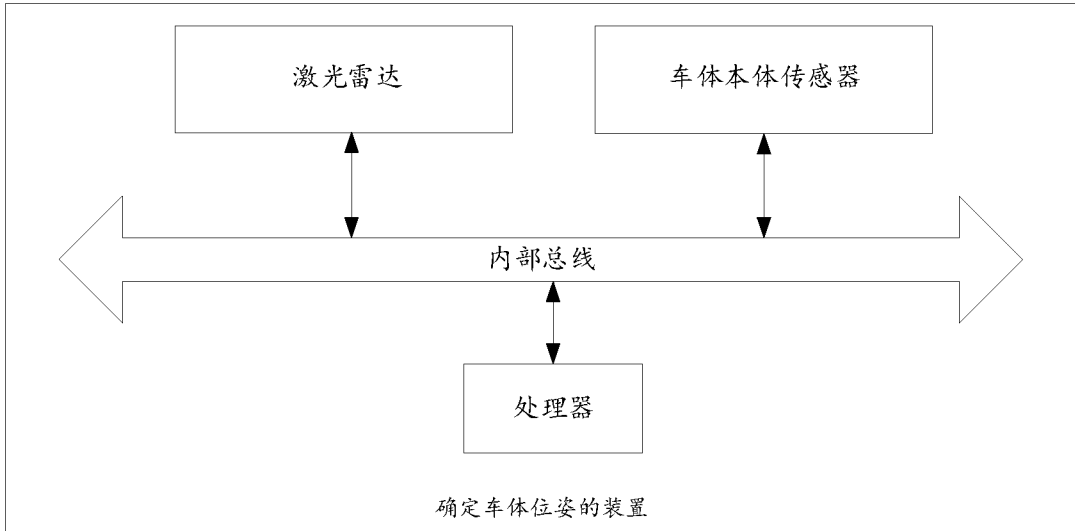 激光雷达
车体本体传感器
内部总线
处理器
确定车体位姿的装置